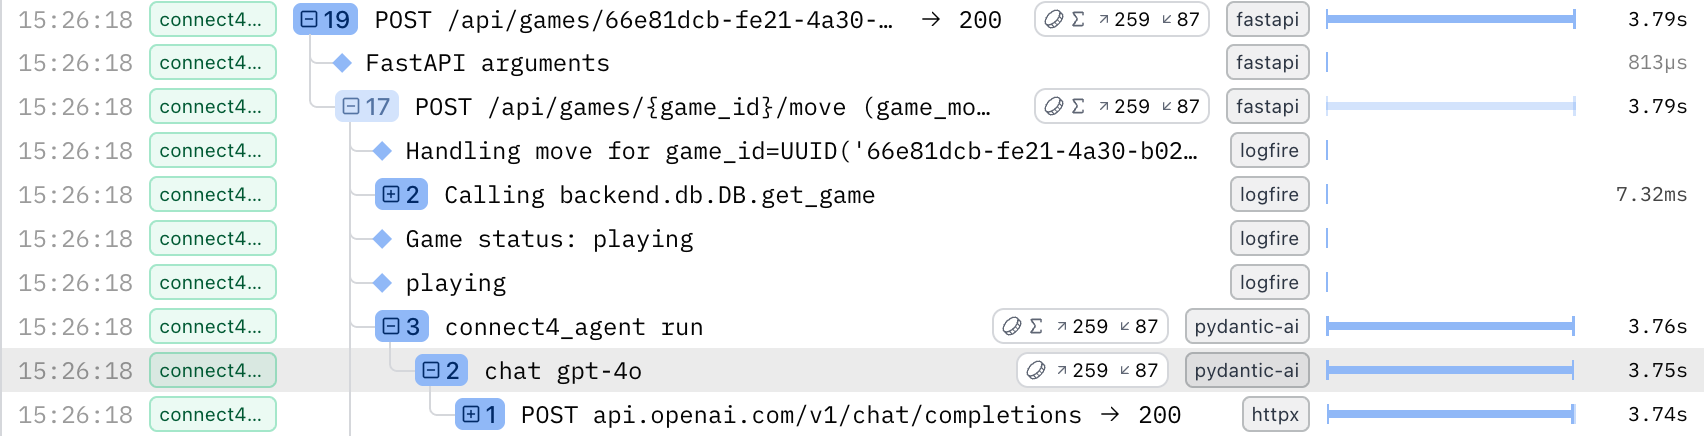 15:26:18 connect4... 19 POST /api/games/66e81dcb-fe21-4a30-… → 200 Σ ↗259 ↙87 fastapi 3.79s
15:26:18 connect4... FastAPI arguments fastapi 813µs
15:26:18 connect4... 17 POST /api/games/{game_id}/move (game_mo… Σ ↗259 ↙87 fastapi 3.79s
15:26:18 connect4... Handling move for game_id=UUID('66e81dcb-fe21-4a30-b02… logfire
15:26:18 connect4... 2 Calling backend.db.DB.get_game logfire 7.32ms
15:26:18 connect4... Game status: playing logfire
15:26:18 connect4... playing logfire
15:26:18 connect4... 3 connect4_agent run Σ ↗259 ↙87 pydantic-ai 3.76s
15:26:18 connect4... 2 chat gpt-4o ↗259 ↙87 pydantic-ai 3.75s
15:26:18 connect4... 1 POST api.openai.com/v1/chat/completions → 200 httpx 3.74s